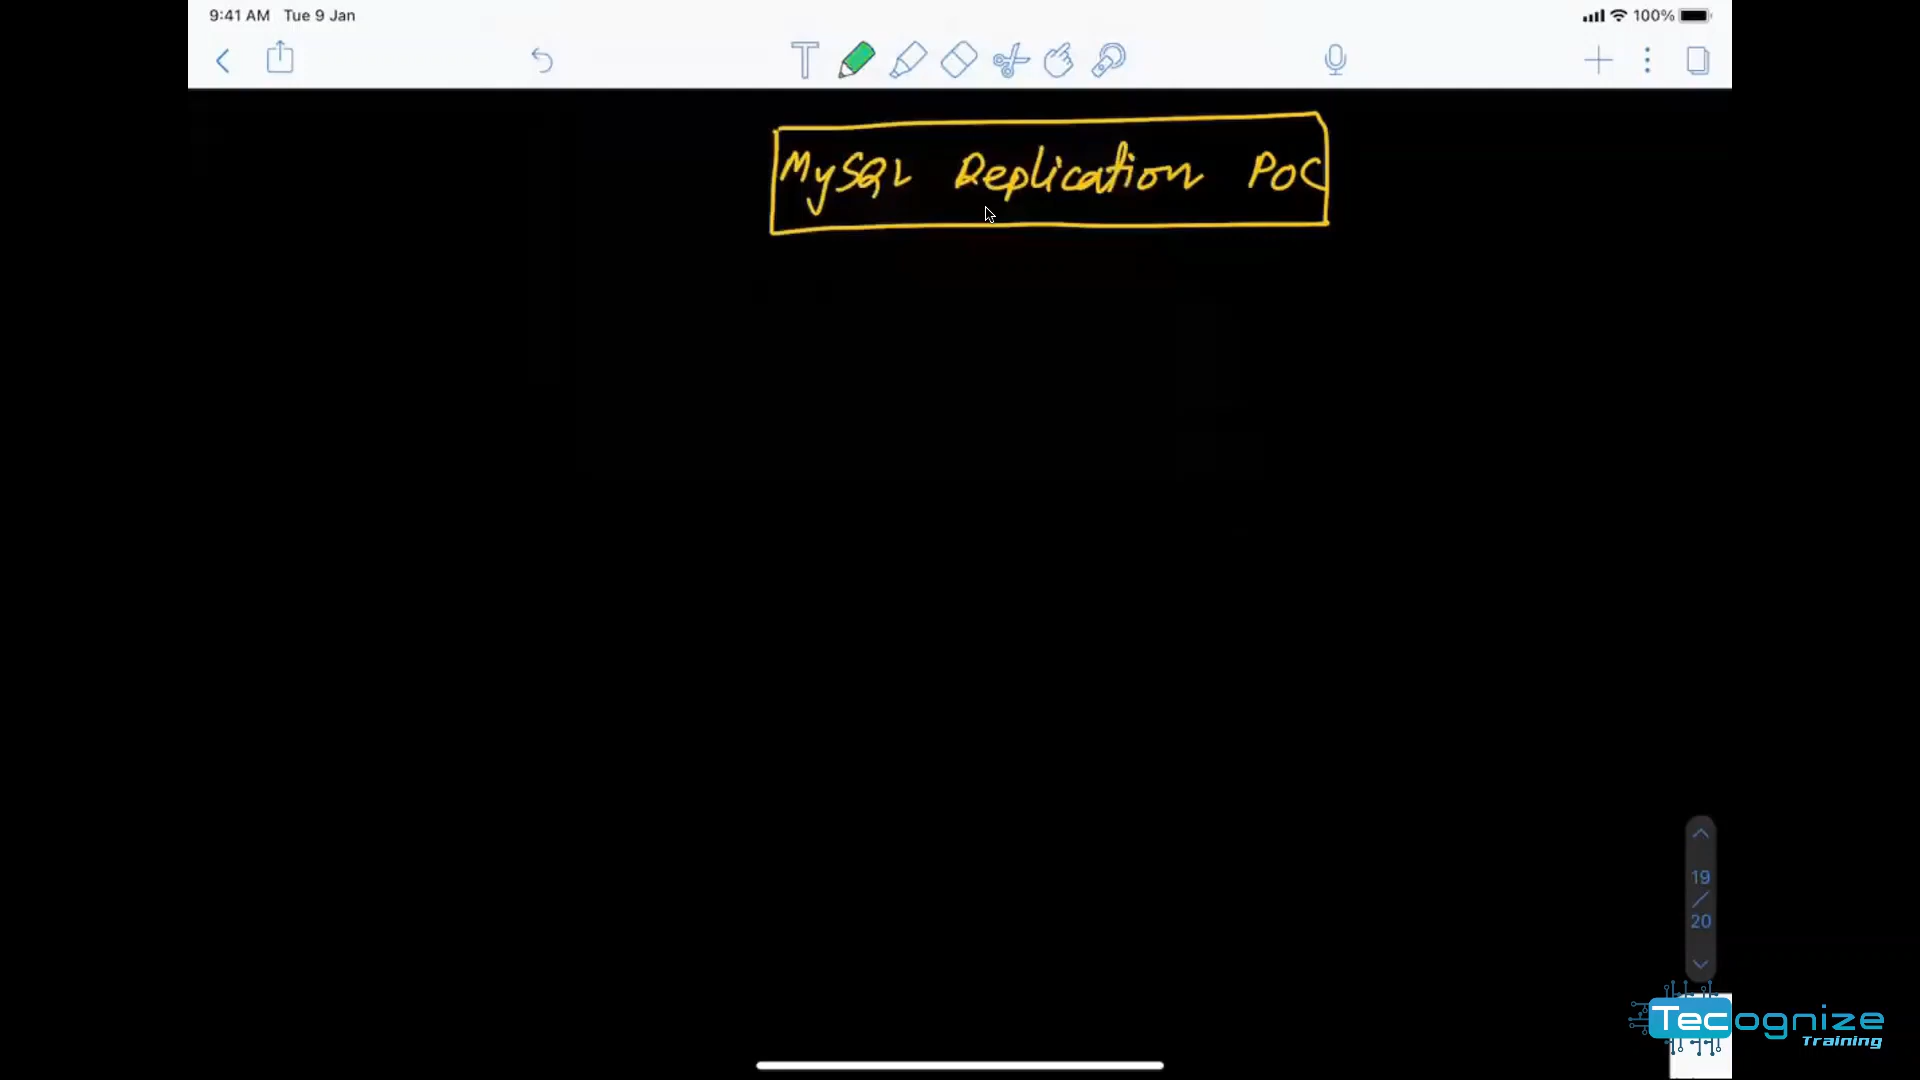 9:41 AM Tue 9 Jan
100%
T
MySQL Replication PoC
19
/
20
Tecognize
Training